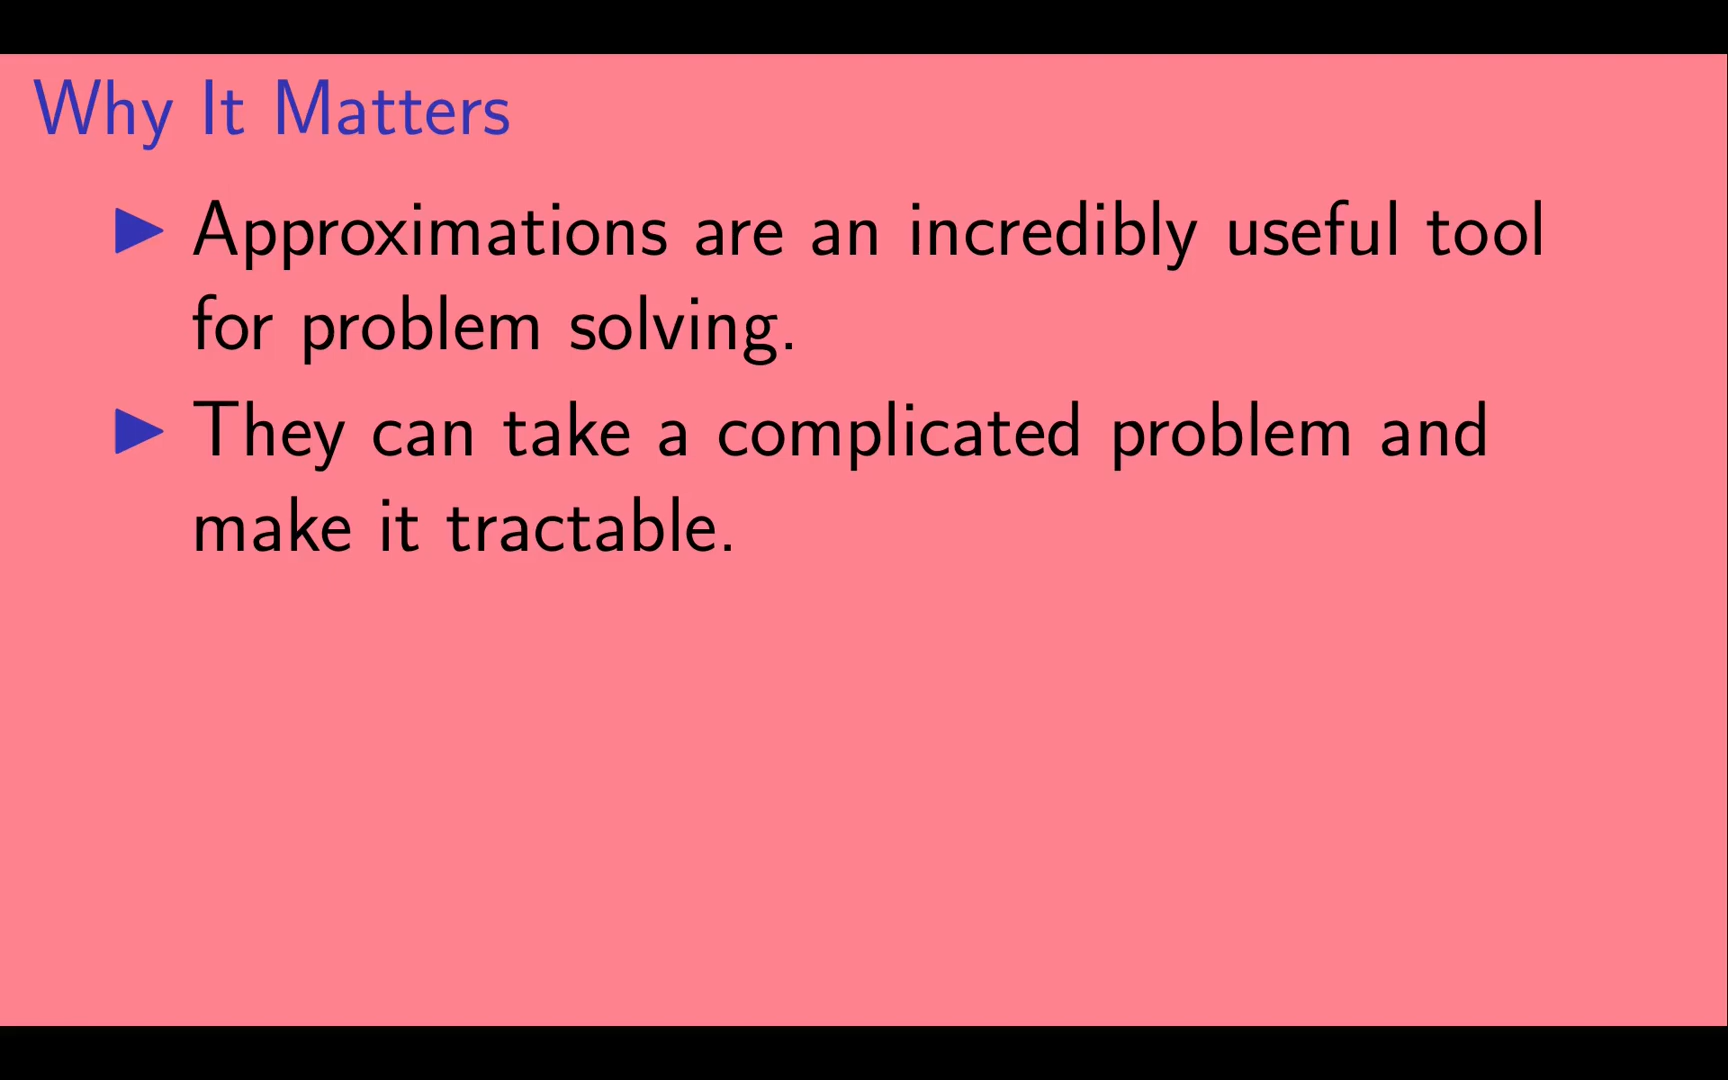 Why It Matters
▶ Approximations are an incredibly useful tool
for problem solving.
▶ They can take a complicated problem and
make it tractable.